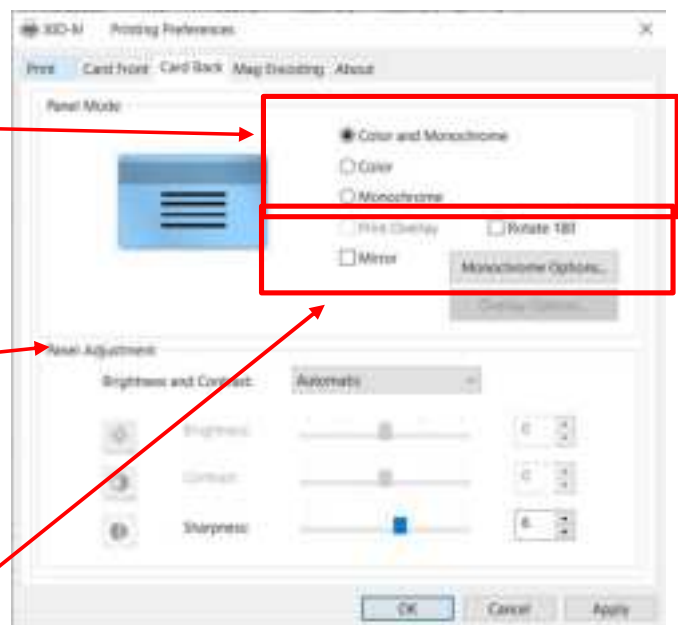 Printing Preferences
Print Card Front Card Back Mag Encoding About
Panel Mode
Color and Monochrome
Color
Monochrome
Print Overlay Rotate 180
Mirror Monochrome Options...
Overlay Options...
Panel Adjustment
Brightness and Contrast: Automatic
Brightness: 0
Contrast: 0
Sharpness: 6
OK Cancel Apply